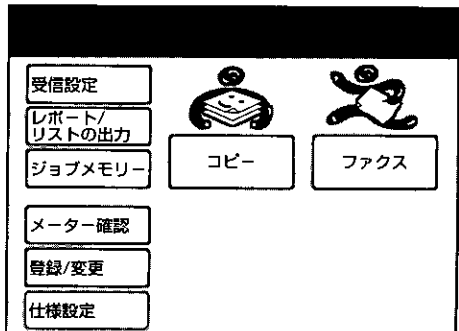 受信設定
レポート/
リストの出力
ジョブメモリー
コピー
ファクス
メーター確認
登録/変更
仕様設定